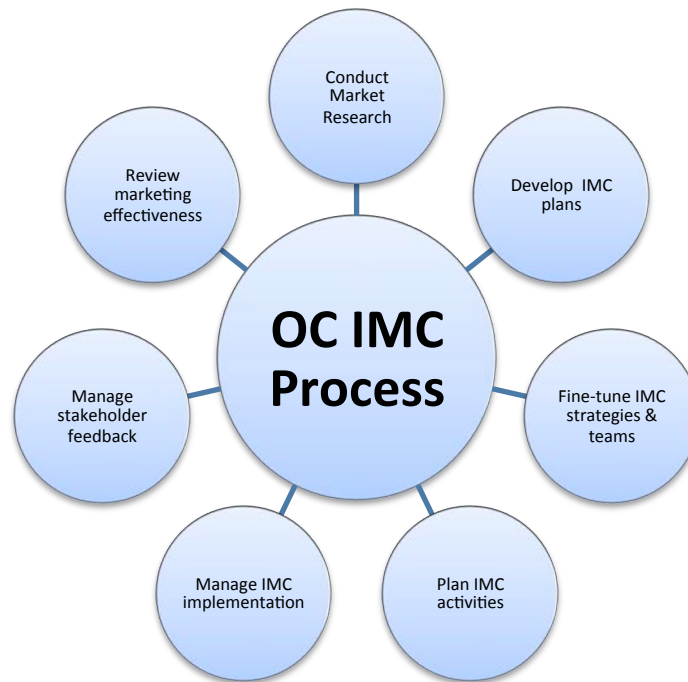 Conduct
Market
Research
Develop IMC
plans
Fine-tune IMC
strategies &
teams
Plan IMC
activities
Manage IMC
implementation
Manage
stakeholder
feedback
Review
marketing
effectiveness
OC IMC
Process